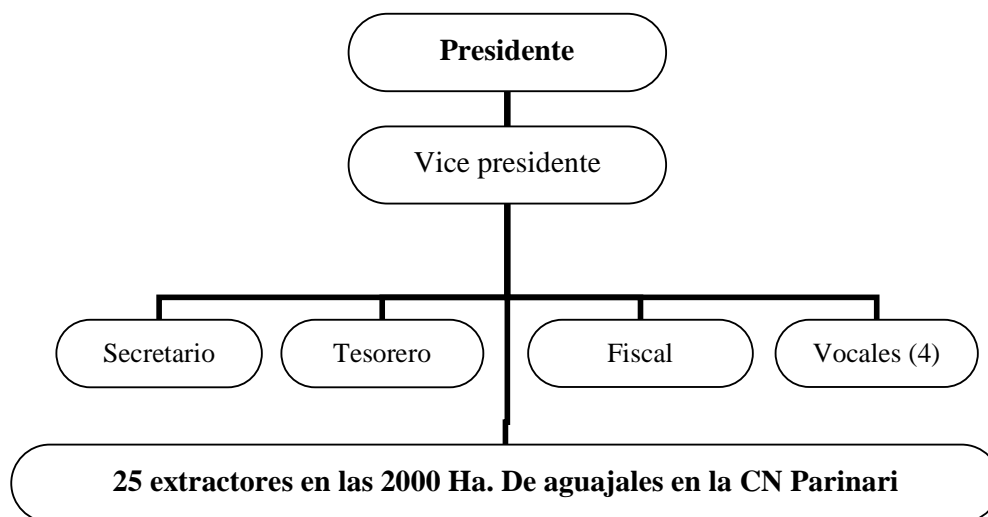 Presidente
Vice presidente
Secretario
Tesorero
Fiscal
Vocales (4)
25 extractores en las 2000 Ha. De aguajales en la CN Parinari